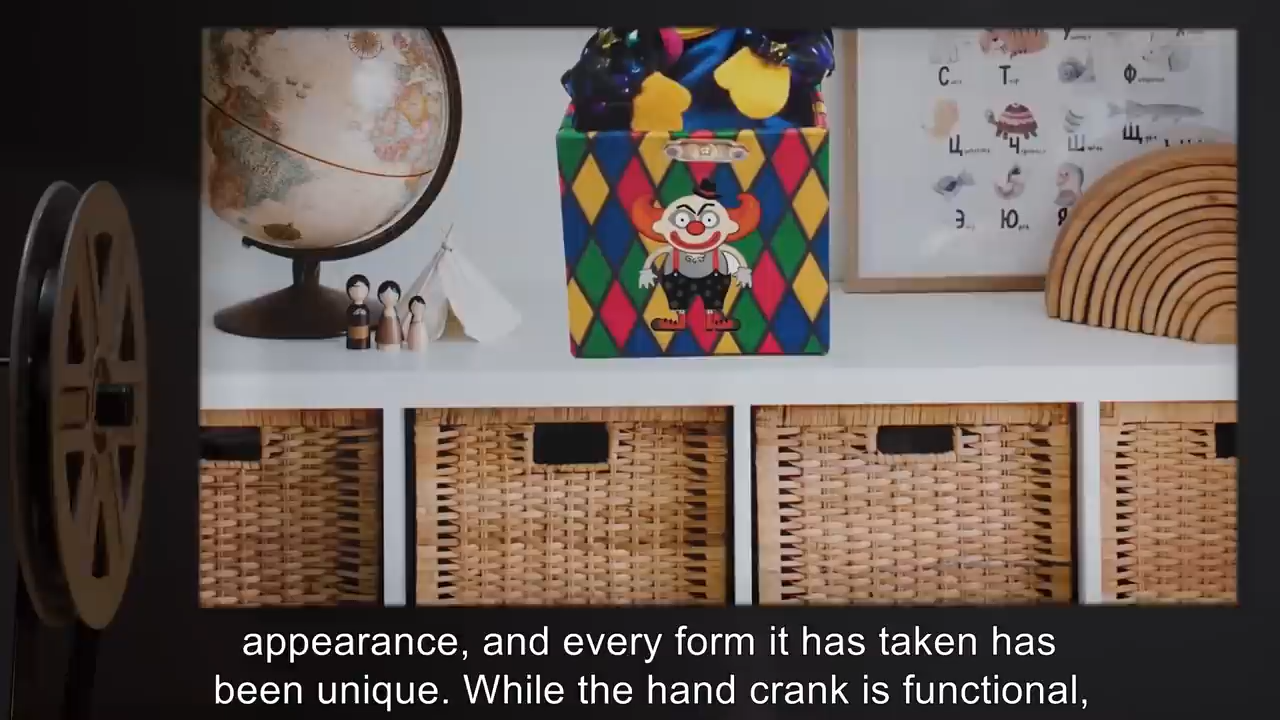 С
Т
Ф
Ц
Ч
Ш
Щ
Э
Ю
Я
appearance, and every form it has taken has
been unique. While the hand crank is functional,